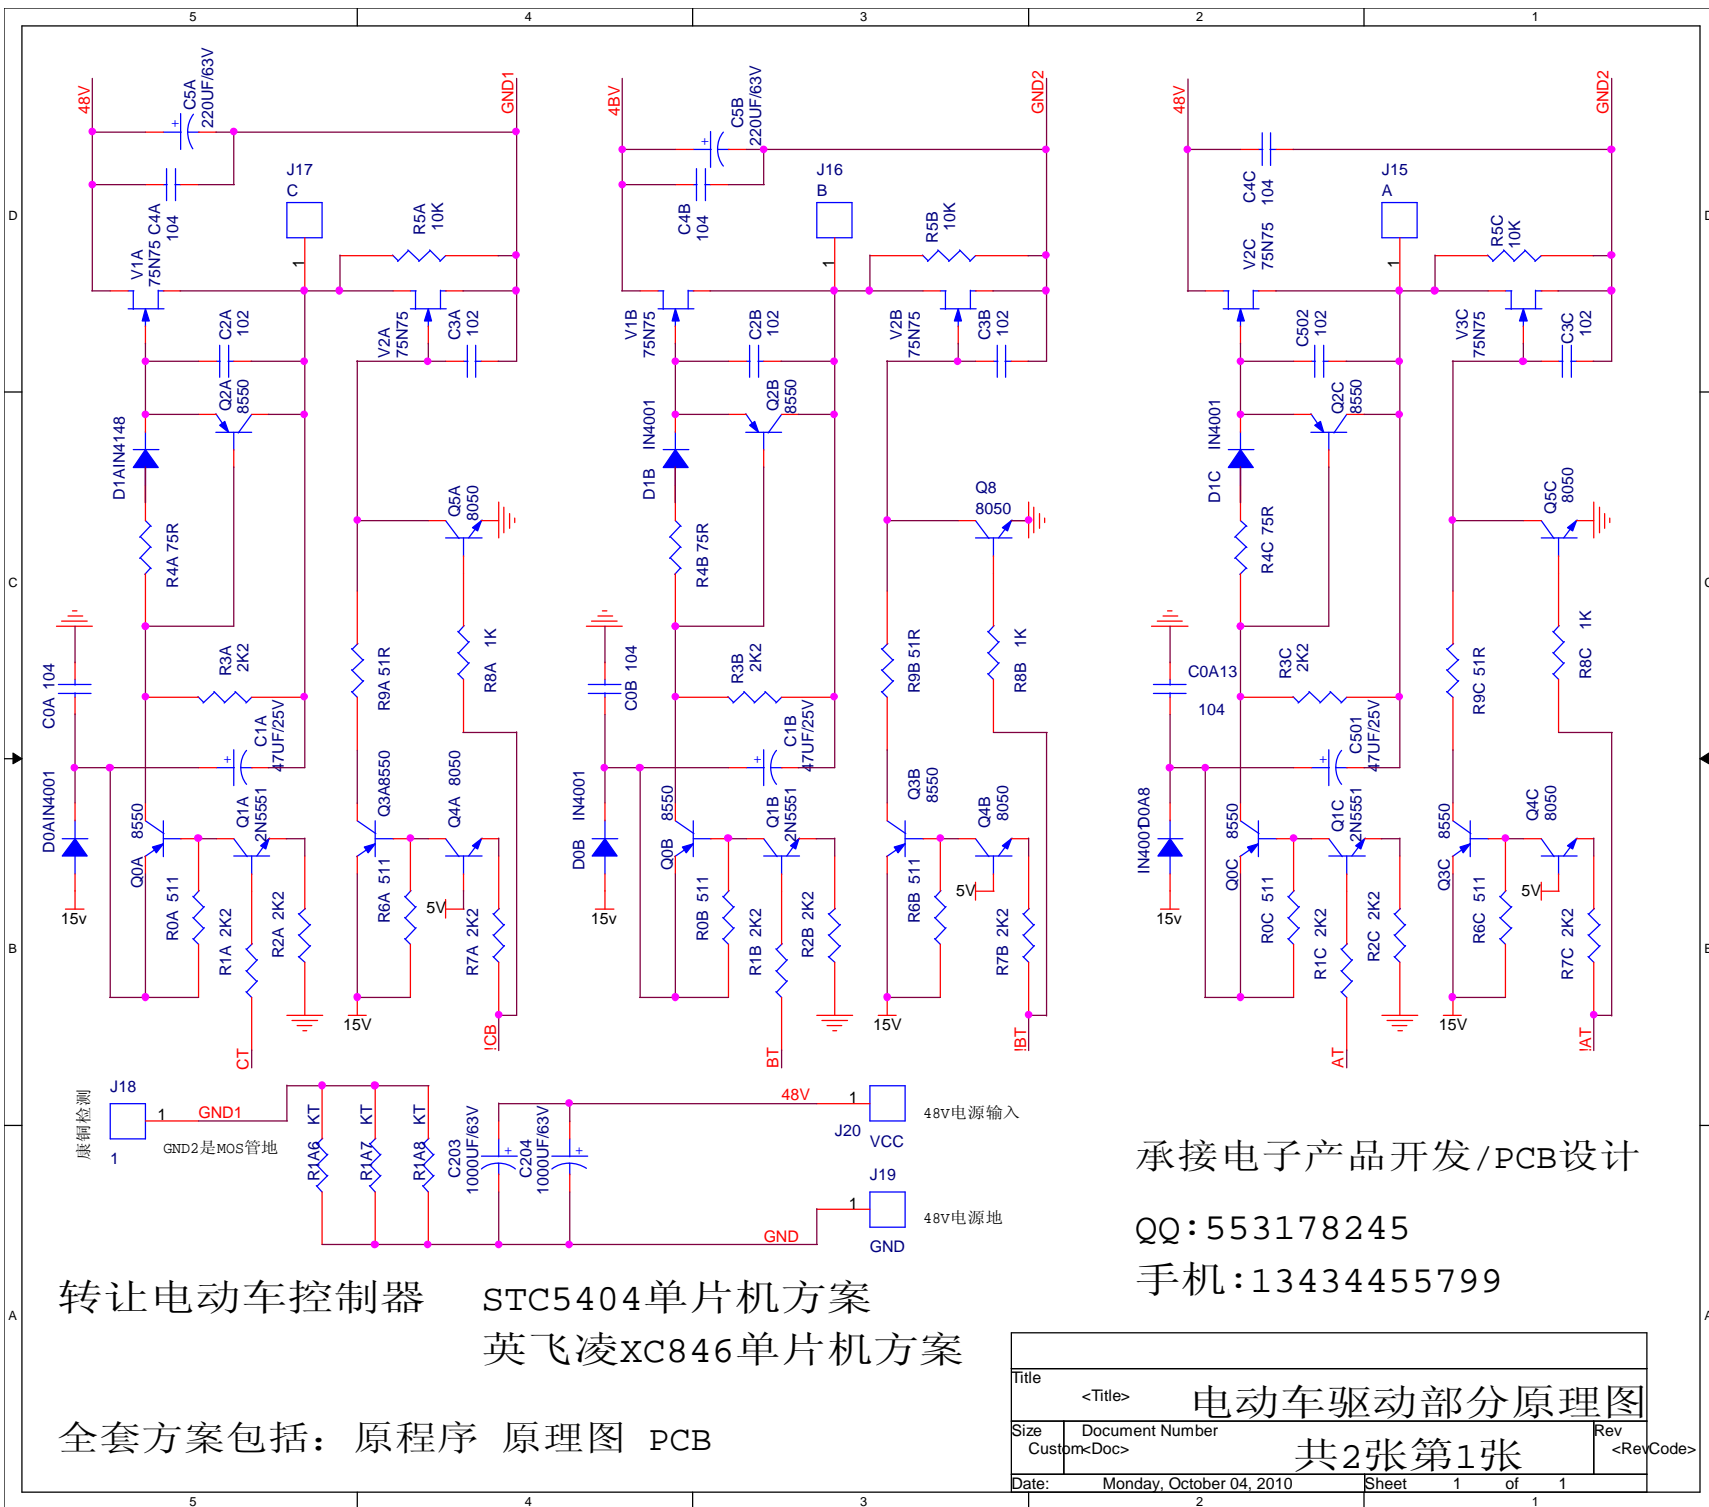 5 4 3 2 1
48V
C5A
220UF/63V
GND1
C4A
104
J17
C
1
R5A
10K
V1A
75N75
C2A
102
V2A
75N75
C3A
102
Q2A
8550
D1AIN4148
Q5A
8050
R4A 75R
R3A
2K2
R9A 51R
R8A 1K
C0A 104
C1A
47UF/25V
D0AIN4001
8550
Q0A
Q1A
2N5551
Q3A8550
Q4A 8050
15v
R0A 511
R1A 2K2
R2A 2K2
R6A 511
5V
R7A 2K2
15V
CT
!CB
4BV
C5B
220UF/63V
GND2
C4B
104
J16
B
1
R5B
10K
V1B
75N75
C2B
102
V2B
75N75
C3B
102
Q2B
8550
D1B IN4001
Q8
8050
R4B 75R
R3B
2K2
R9B 51R
R8B 1K
C0B 104
C1B
47UF/25V
D0B IN4001
8550
Q0B
Q1B
2N5551
Q3B
8550
Q4B
8050
15v
R0B 511
R1B 2K2
R2B 2K2
R6B 511
5V
R7B 2K2
15V
BT
!BT
48V
GND2
C4C
104
J15
A
1
R5C
10K
V2C
75N75
C502
102
V3C
75N75
C3C
102
Q2C
8550
D1C IN4001
Q5C
8050
R4C 75R
R3C
2K2
R9C 51R
R8C 1K
C0A13
104
C501
47UF/25V
IN4001D0A8
8550
Q0C
Q1C
2N5551
8550
Q3C
Q4C
8050
15v
R0C 511
R1C 2K2
R2C 2K2
R6C 511
5V
R7C 2K2
15V
AT
!AT
康铜检测
J18
1
1
GND1
GND2是MOS管地
R1A6 KT
R1A7 KT
R1A8 KT
C203
1000UF/63V
C204
1000UF/63V
48V
1
J20
VCC
48V电源输入
J19
1
GND
GND
48V电源地
承接电子产品开发/PCB设计
QQ:553178245
手机:13434455799
转让电动车控制器 STC5404单片机方案
英飞凌XC846单片机方案
全套方案包括: 原程序 原理图 PCB
Title
<Title> 电动车驱动部分原理图
Size Document Number Rev
Custom <Doc> 共2张第1张 <RevCode>
Date: Monday, October 04, 2010 Sheet 1 of 1
D
C
B
A
D
C
B
A
5 4 3 2 1